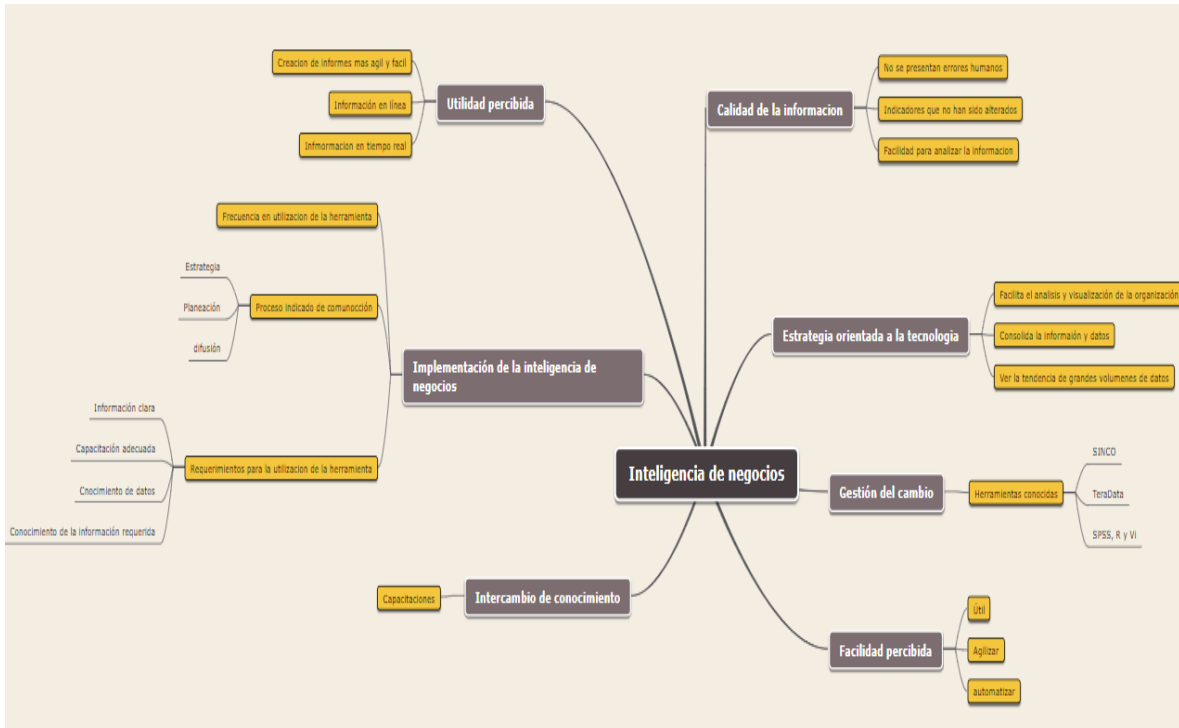 Creacion de informes mas agil y facil
Información en línea
Infmormacion en tiempo real
Utilidad percibida
Frecuencia en utilizacion de la herramienta
Estrategia
Planeación
difusión
Proceso indicado de comunocción
Implementación de la inteligencia de
negocios
Información clara
Capacitación adecuada
Cnocimiento de datos
Conocimiento de la información requerida
Requerimientos para la utilizacion de la herramienta
Capacitaciones
Intercambio de conocimiento
Inteligencia de negocios
Calidad de la informacion
No se presentan errores humanos
Indicadores que no han sido alterados
Facilidad para analizar la informacion
Estrategia orientada a la tecnologia
Facilita el analisis y visualización de la organización
Consolida la informaión y datos
Ver la tendencia de grandes volumenes de datos
Gestión del cambio
Herramientas conocidas
SINCO
TeraData
SPSS, R y Vi
Facilidad percibida
Útil
Agilizar
automatizar